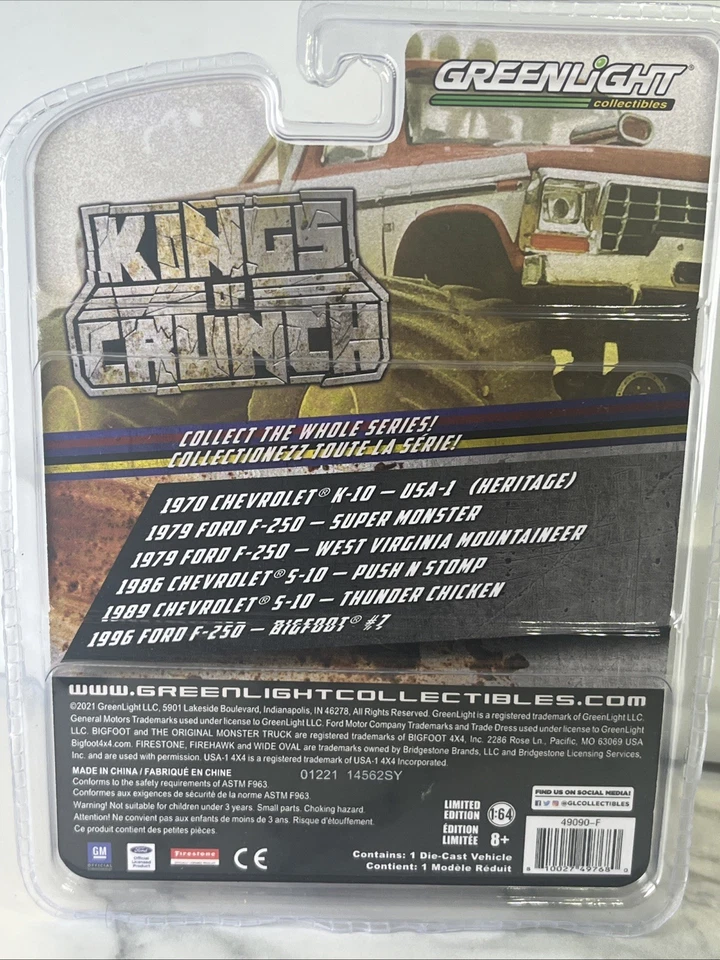 GREENLiGHT®
collectibles
KINGS
OF
CRUNCH
COLLECT THE WHOLE SERIES!
COLLECTIONEZZ TOUTE LA SÉRIE!
1970 CHEVROLET® K-10 – USA-1 (HERITAGE)
1979 FORD F-250 – SUPER MONSTER
1979 FORD F-250 – WEST VIRGINIA MOUNTAINEER
1986 CHEVROLET® S-10 – PUSH N STOMP
1989 CHEVROLET® S-10 – THUNDER CHICKEN
1996 FORD F-250 – BIGFOOT® #7
WWW.GREENLIGHTCOLLECTIBLES.COM
©2021 GreenLight LLC, 5901 Lakeside Boulevard, Indianapolis, IN 46278, All Rights Reserved. GreenLight is a registered trademark of GreenLight LLC.
General Motors Trademarks used under license to GreenLight LLC. Ford Motor Company Trademarks and Trade Dress used under license to GreenLight
LLC. BIGFOOT and THE ORIGINAL MONSTER TRUCK are registered trademarks of BIGFOOT 4X4, Inc. 2286 Rose Ln., Pacific, MO 63069 USA
Bigfoot4x4.com. FIRESTONE, FIREHAWK and WIDE OVAL are trademarks owned by Bridgestone Brands, LLC and Bridgestone Licensing Services,
Inc. and are used with permission. USA-1 4X4 is a registered trademark of USA-1 4X4 Incorporated.
MADE IN CHINA / FABRIQUÉ EN CHINE
01221 14562SY
Conforms to the safety requirements of ASTM F963.
Conformes aux exigences de sécurité de la norme ASTM F963.
Warning! Not suitable for children under 3 years. Small parts. Choking hazard.
Attention! Ne convient pas aux enfants de moins de 3 ans. Risque d'étouffement.
Ce produit contient des petites pièces.
LIMITED
EDITION
ÉDITION
LIMITÉE
1:64
8+
FIND US ON SOCIAL MEDIA!
@GLCOLLECTIBLES
49090-F
8 10027 49768 0
GM
OFFICIAL
Ford
Official
Licensed
Product
Firestone
CE
Contains: 1 Die-Cast Vehicle
Contient: 1 Modèle Réduit